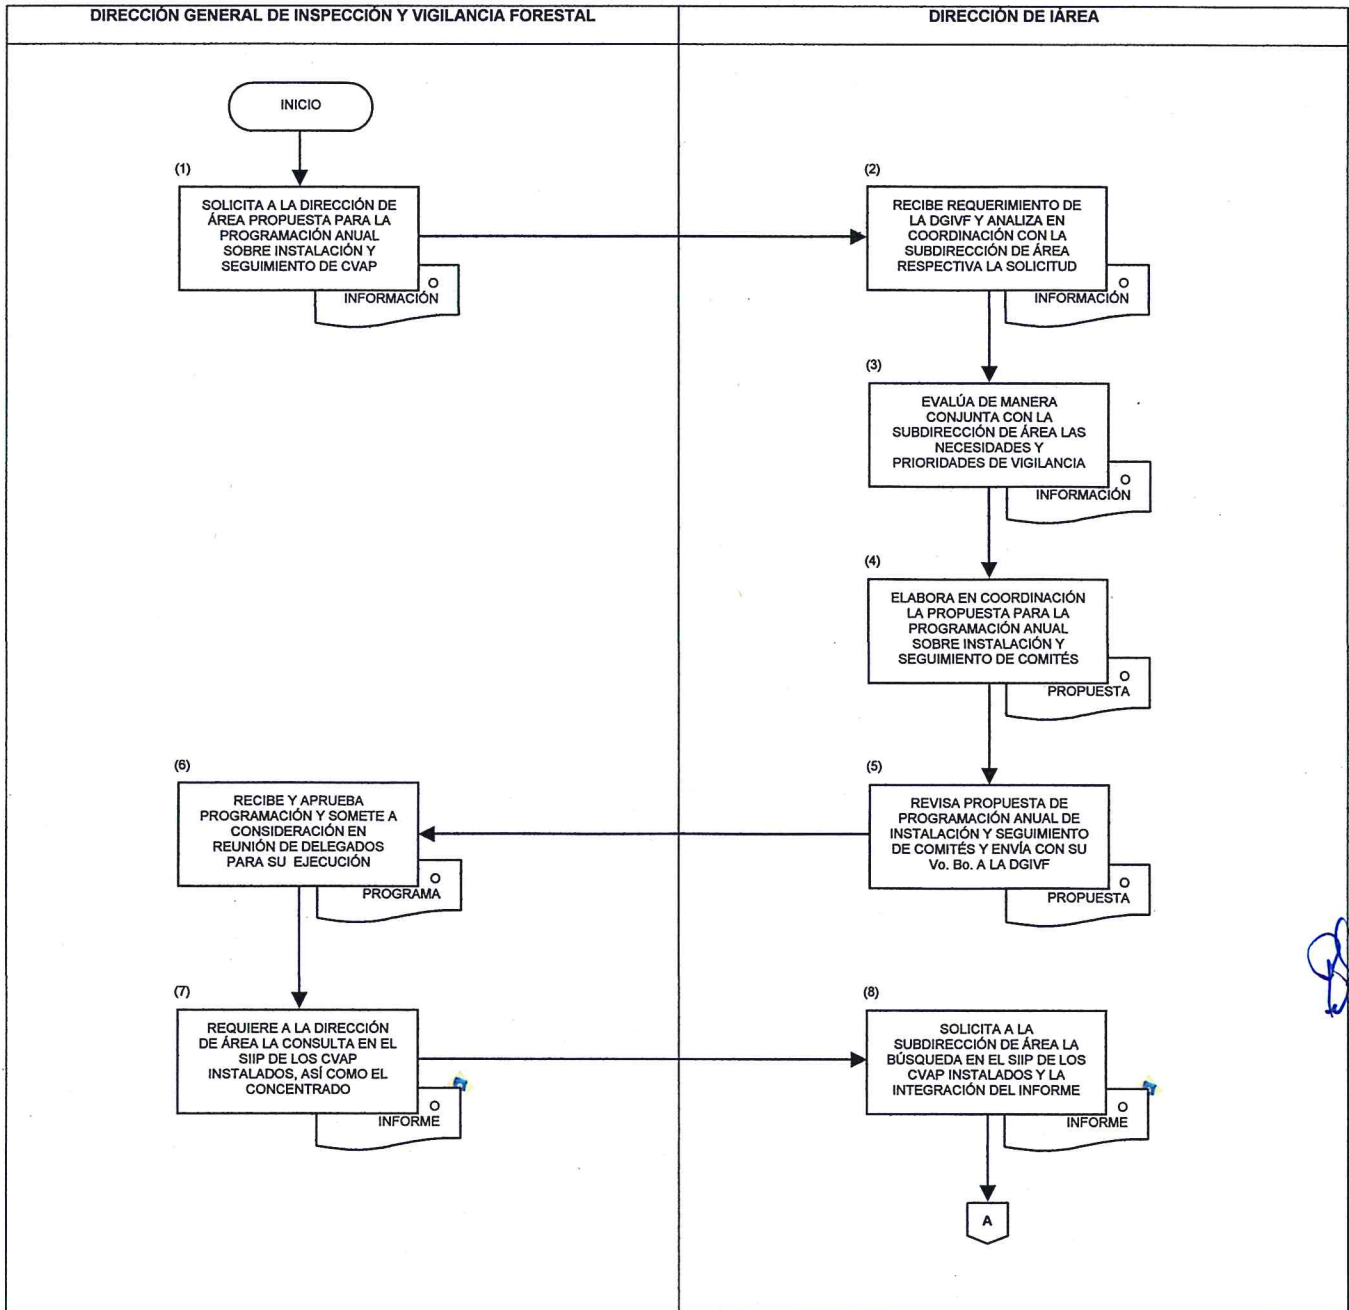 DIRECCIÓN GENERAL DE INSPECCIÓN Y VIGILANCIA FORESTAL
DIRECCIÓN DE IÁREA
INICIO
(1)
SOLICITA A LA DIRECCIÓN DE
ÁREA PROPUESTA PARA LA
PROGRAMACIÓN ANUAL
SOBRE INSTALACIÓN Y
SEGUIMIENTO DE CVAP
O
INFORMACIÓN
(2)
RECIBE REQUERIMIENTO DE
LA DGIVF Y ANALIZA EN
COORDINACIÓN CON LA
SUBDIRECCIÓN DE ÁREA
RESPECTIVA LA SOLICITUD
O
INFORMACIÓN
(3)
EVALÚA DE MANERA
CONJUNTA CON LA
SUBDIRECCIÓN DE ÁREA LAS
NECESIDADES Y
PRIORIDADES DE VIGILANCIA
O
INFORMACIÓN
(4)
ELABORA EN COORDINACIÓN
LA PROPUESTA PARA LA
PROGRAMACIÓN ANUAL
SOBRE INSTALACIÓN Y
SEGUIMIENTO DE COMITÉS
O
PROPUESTA
(5)
REVISA PROPUESTA DE
PROGRAMACIÓN ANUAL DE
INSTALACIÓN Y SEGUIMIENTO
DE COMITÉS Y ENVÍA CON SU
Vo. Bo. A LA DGIVF
O
PROPUESTA
(6)
RECIBE Y APRUEBA
PROGRAMACIÓN Y SOMETE A
CONSIDERACIÓN EN
REUNIÓN DE DELEGADOS
PARA SU EJECUCIÓN
O
PROGRAMA
(7)
REQUIERE A LA DIRECCIÓN
DE ÁREA LA CONSULTA EN EL
SIIP DE LOS CVAP
INSTALADOS, ASÍ COMO EL
CONCENTRADO
O
INFORME
(8)
SOLICITA A LA
SUBDIRECCIÓN DE ÁREA LA
BÚSQUEDA EN EL SIIP DE LOS
CVAP INSTALADOS Y LA
INTEGRACIÓN DEL INFORME
O
INFORME
A